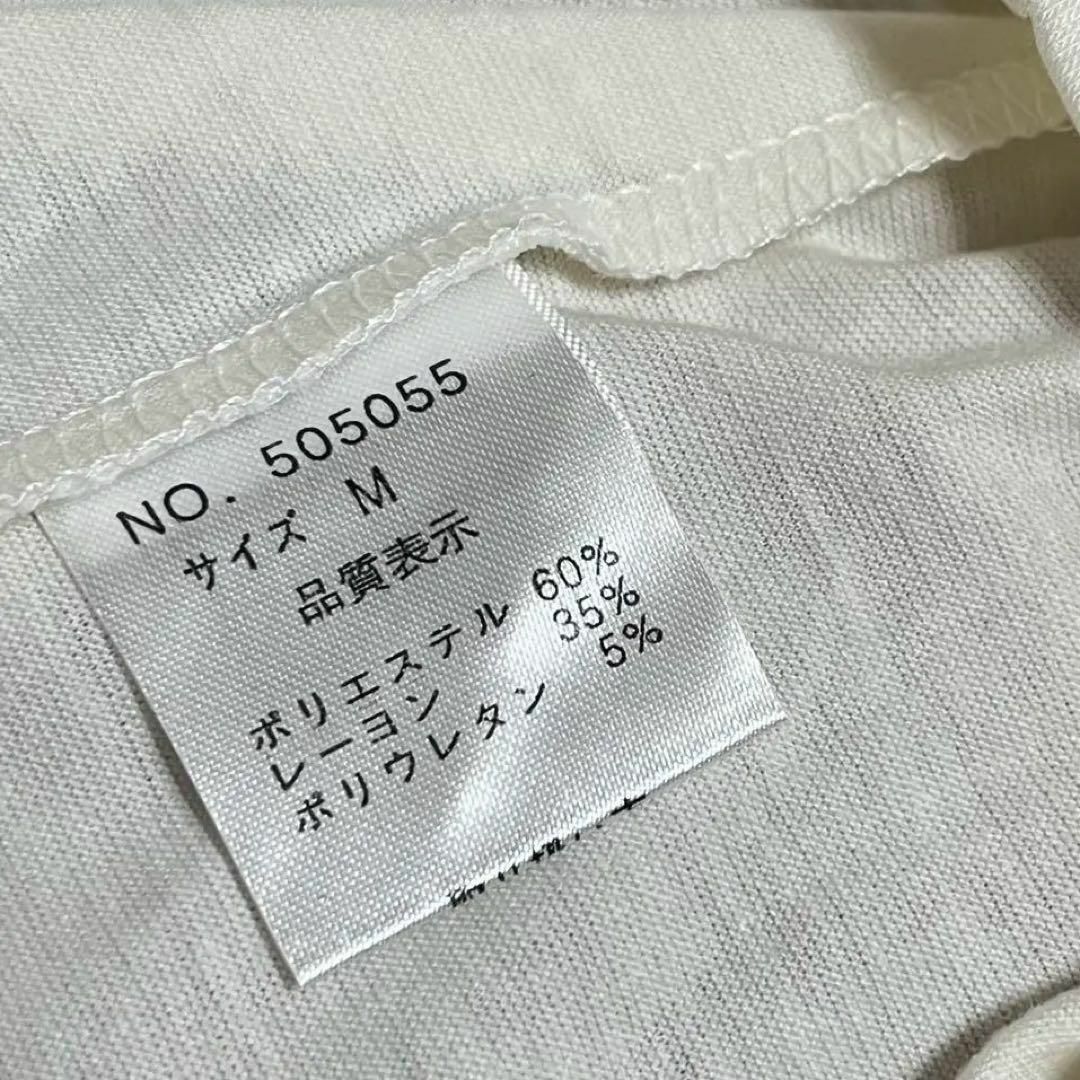 NO. 505055
サイズ M
品質表示
ポリエステル 60%
レーヨン 35%
ポリウレタン 5%